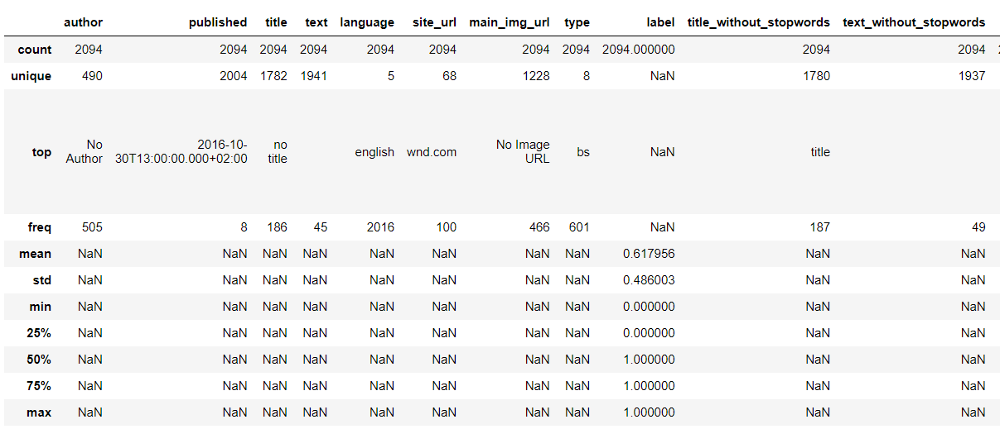 author published title text language site_url main_img_url type label title_without_stopwords text_without_stopwords
count 2094 2094 2094 2094 2094 2094 2094 2094 2094.000000 2094 2094
unique 490 2004 1782 1941 5 68 1228 8 NaN 1780 1937
top No Author 2016-10-30T13:00:00.000+02:00 no title english wnd.com No Image URL bs NaN title
freq 505 8 186 45 2016 100 466 601 NaN 187 49
mean NaN NaN NaN NaN NaN NaN NaN NaN 0.617956 NaN NaN
std NaN NaN NaN NaN NaN NaN NaN NaN 0.486003 NaN NaN
min NaN NaN NaN NaN NaN NaN NaN NaN 0.000000 NaN NaN
25% NaN NaN NaN NaN NaN NaN NaN NaN 0.000000 NaN NaN
50% NaN NaN NaN NaN NaN NaN NaN NaN 1.000000 NaN NaN
75% NaN NaN NaN NaN NaN NaN NaN NaN 1.000000 NaN NaN
max NaN NaN NaN NaN NaN NaN NaN NaN 1.000000 NaN NaN